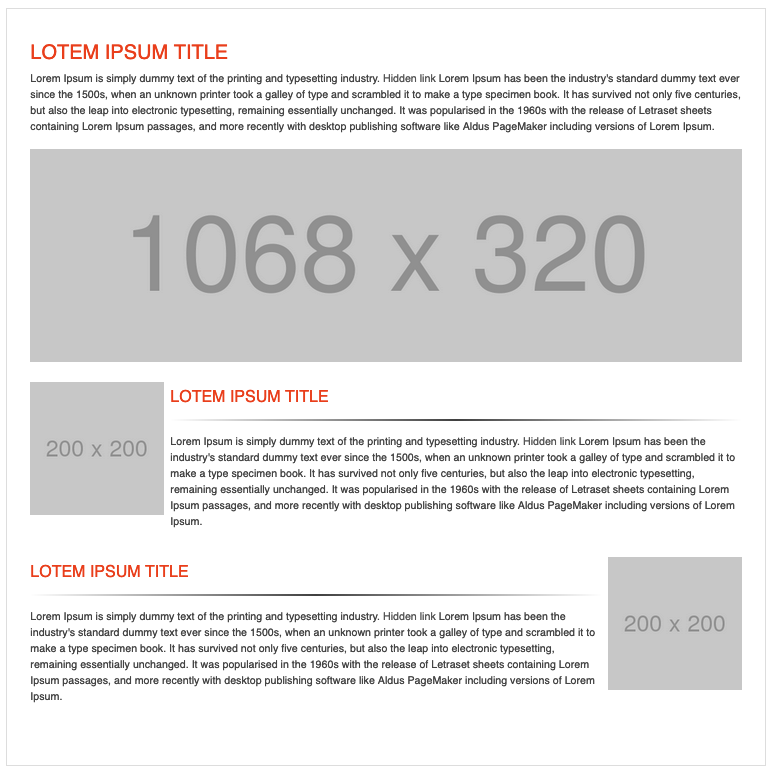 LOTEM IPSUM TITLE
Lorem Ipsum is simply dummy text of the printing and typesetting industry. Hidden link Lorem Ipsum has been the industry's standard dummy text ever
since the 1500s, when an unknown printer took a galley of type and scrambled it to make a type specimen book. It has survived not only five centuries,
but also the leap into electronic typesetting, remaining essentially unchanged. It was popularised in the 1960s with the release of Letraset sheets
containing Lorem Ipsum passages, and more recently with desktop publishing software like Aldus PageMaker including versions of Lorem Ipsum.
1068 x 320
200 x 200
LOTEM IPSUM TITLE
Lorem Ipsum is simply dummy text of the printing and typesetting industry. Hidden link Lorem Ipsum has been the
industry's standard dummy text ever since the 1500s, when an unknown printer took a galley of type and scrambled it to
make a type specimen book. It has survived not only five centuries, but also the leap into electronic typesetting,
remaining essentially unchanged. It was popularised in the 1960s with the release of Letraset sheets containing Lorem
Ipsum passages, and more recently with desktop publishing software like Aldus PageMaker including versions of Lorem
Ipsum.
LOTEM IPSUM TITLE
Lorem Ipsum is simply dummy text of the printing and typesetting industry. Hidden link Lorem Ipsum has been the
industry's standard dummy text ever since the 1500s, when an unknown printer took a galley of type and scrambled it to
make a type specimen book. It has survived not only five centuries, but also the leap into electronic typesetting,
remaining essentially unchanged. It was popularised in the 1960s with the release of Letraset sheets containing Lorem
Ipsum passages, and more recently with desktop publishing software like Aldus PageMaker including versions of Lorem
Ipsum.
200 x 200